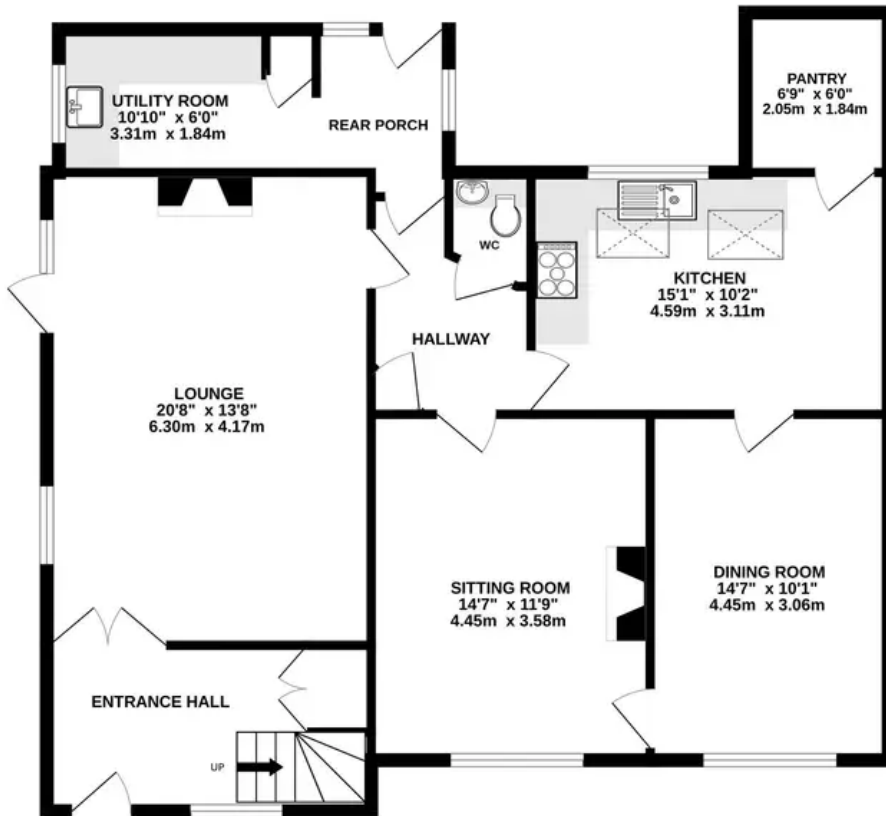 UTILITY ROOM
10'10" x 6'0"
3.31m x 1.84m
REAR PORCH
PANTRY
6'9" x 6'0"
2.05m x 1.84m
WC
KITCHEN
15'1" x 10'2"
4.59m x 3.11m
HALLWAY
LOUNGE
20'8" x 13'8"
6.30m x 4.17m
SITTING ROOM
14'7" x 11'9"
4.45m x 3.58m
DINING ROOM
14'7" x 10'1"
4.45m x 3.06m
ENTRANCE HALL
UP